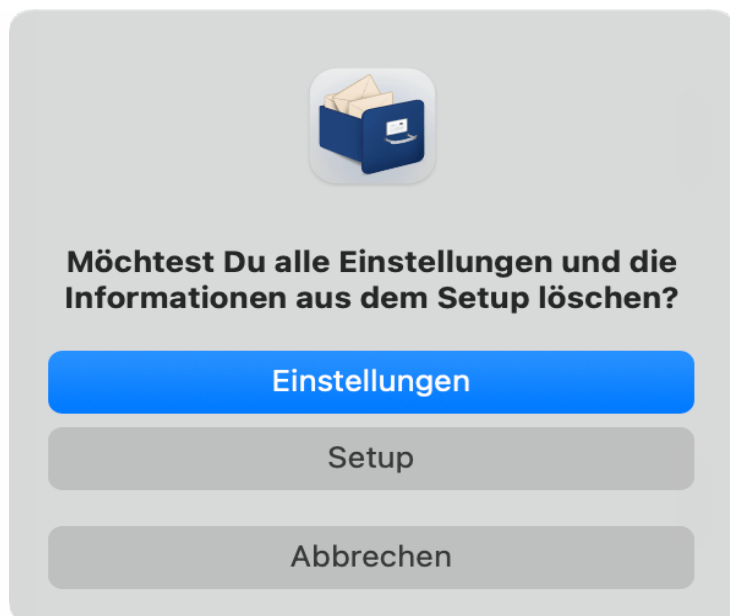 Möchtest Du alle Einstellungen und die
Informationen aus dem Setup löschen?
Einstellungen
Setup
Abbrechen